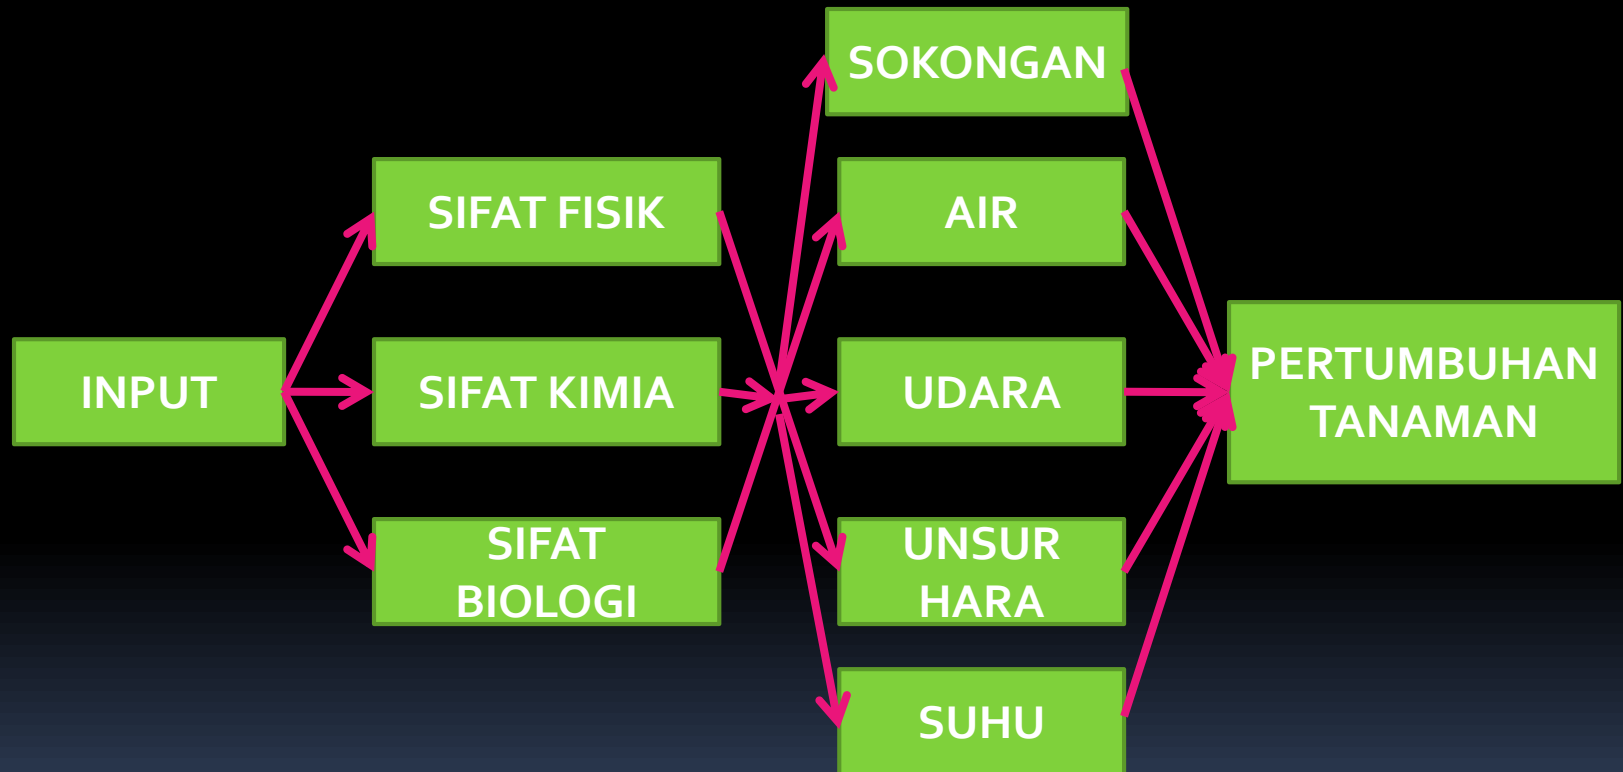 INPUT
SIFAT FISIK
SIFAT KIMIA
SIFAT
BIOLOGI
SOKONGAN
AIR
UDARA
UNSUR
HARA
SUHU
PERTUMBUHAN
TANAMAN